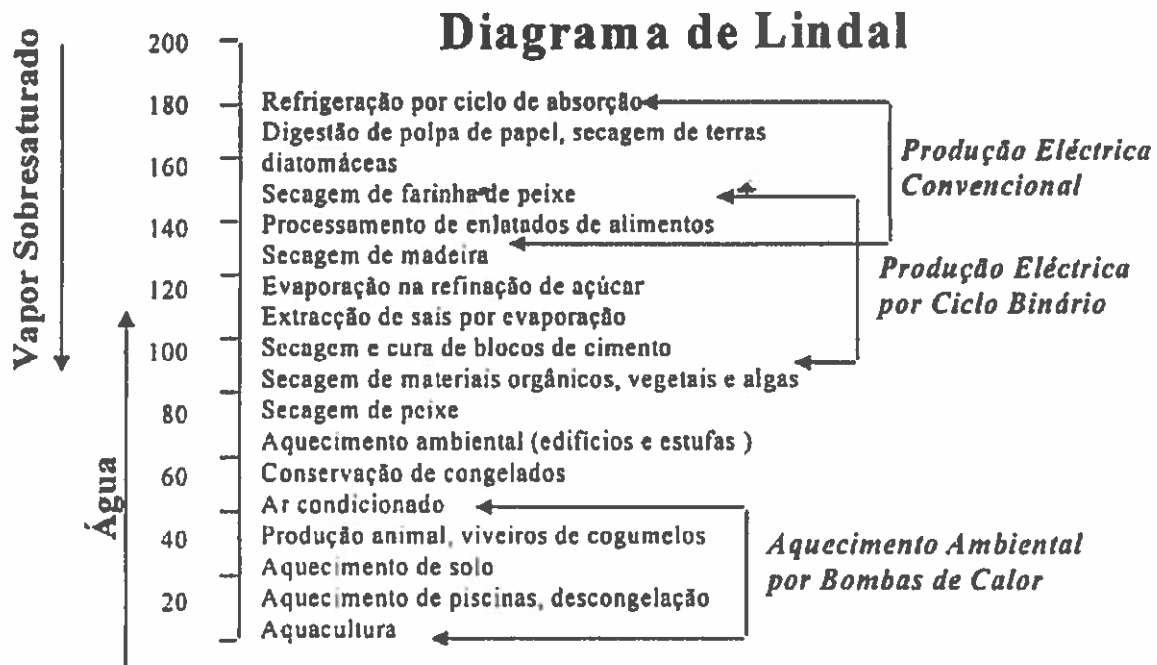 Diagrama de Lindal
Vapor Sobresaturado
Água
200
180
160
140
120
100
80
60
40
20
Refrigeração por ciclo de absorção
Digestão de polpa de papel, secagem de terras
diatomáceas
Secagem de farinha de peixe
Processamento de enlatados de alimentos
Secagem de madeira
Evaporação na refinação de açúcar
Extracção de sais por evaporação
Secagem e cura de blocos de cimento
Secagem de materiais orgânicos, vegetais e algas
Secagem de peixe
Aquecimento ambiental (edifícios e estufas )
Conservação de congelados
Ar condicionado
Produção animal, viveiros de cogumelos
Aquecimento de solo
Aquecimento de piscinas, descongelação
Aquacultura
Produção Eléctrica
Convencional
Produção Eléctrica
por Ciclo Binário
Aquecimento Ambiental
por Bombas de Calor